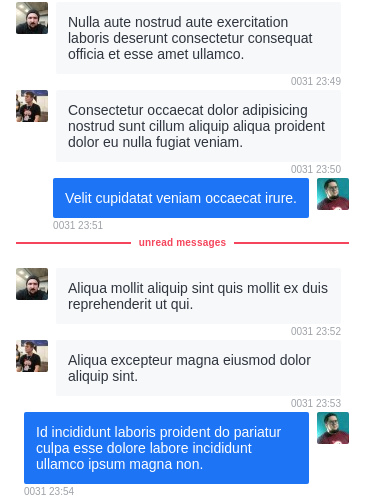 Nulla aute nostrud aute exercitation
laboris deserunt consectetur consequat
officia et esse amet ullamco.
0031 23:49
Consectetur occaecat dolor adipisicing
nostrud sunt cillum aliquip aliqua proident
dolor eu nulla fugiat veniam.
0031 23:50
Velit cupidatat veniam occaecat irure.
0031 23:51
unread messages
Aliqua mollit aliquip sint quis mollit ex duis
reprehenderit ut qui.
0031 23:52
Aliqua excepteur magna eiusmod dolor
aliquip sint.
0031 23:53
Id incididunt laboris proident do pariatur
culpa esse dolore labore incididunt
ullamco ipsum magna non.
0031 23:54